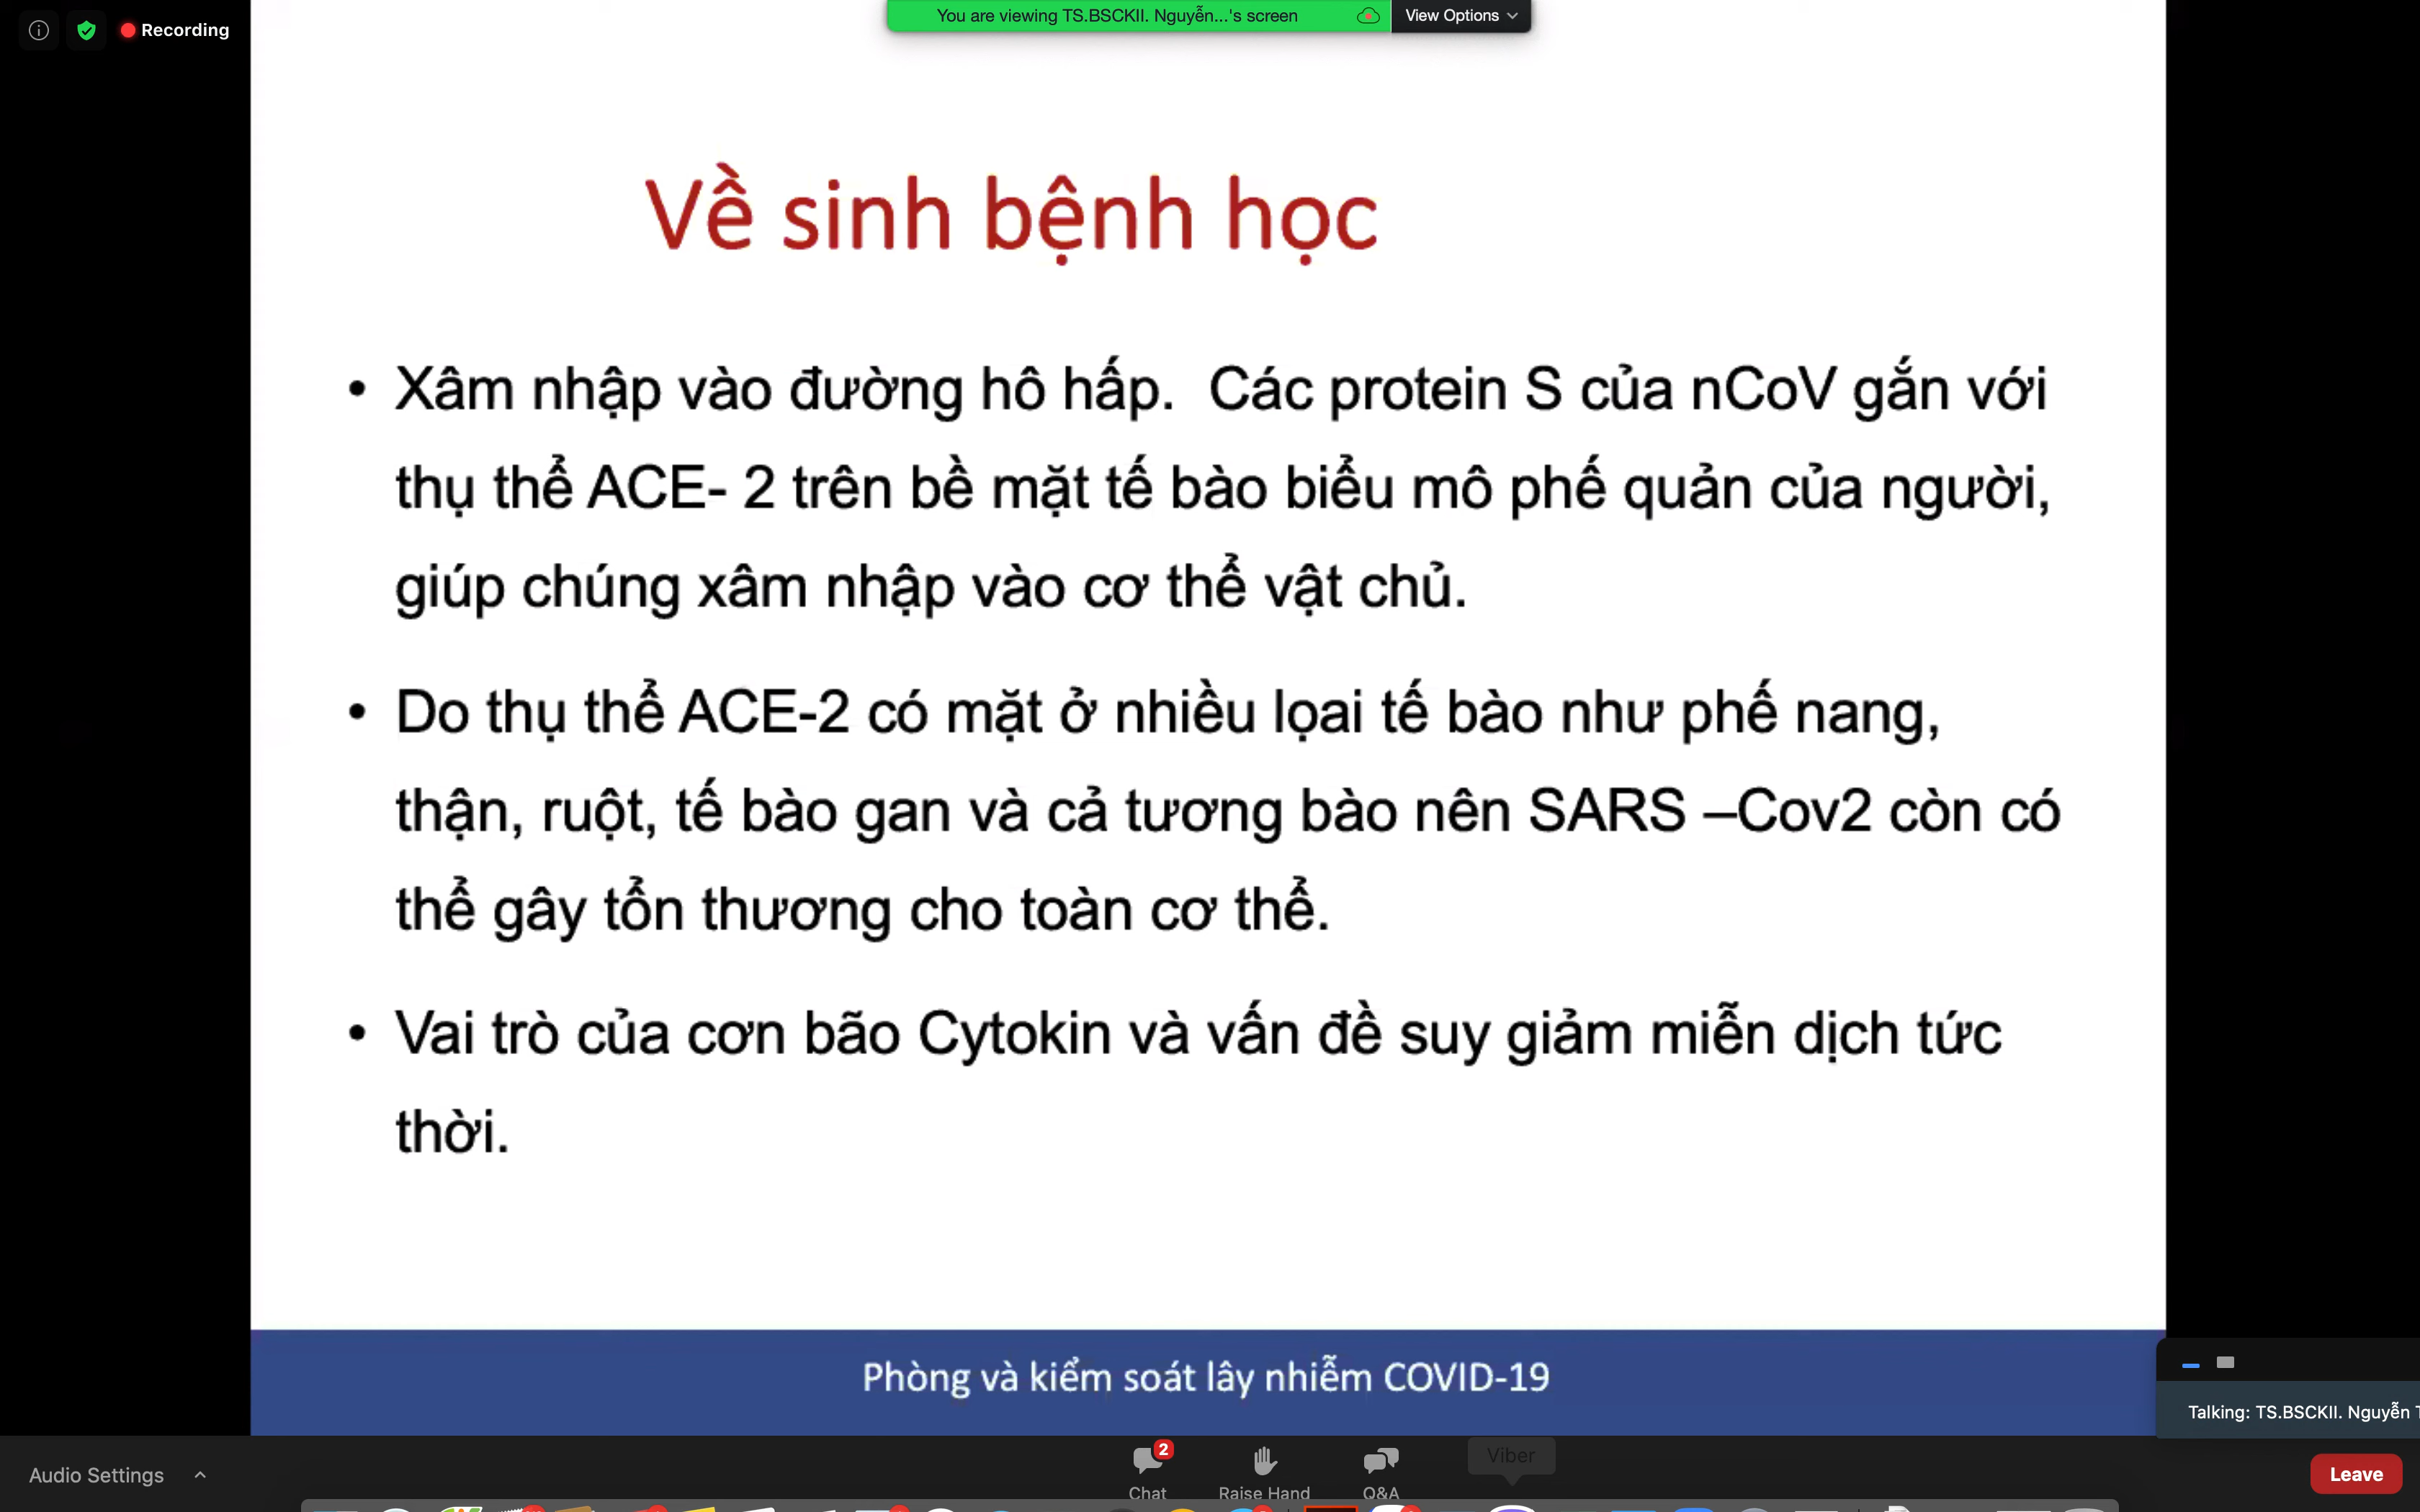 Recording
You are viewing TS.BSCKII. Nguyễn...'s screen
View Options
Về sinh bệnh học
• Xâm nhập vào đường hô hấp. Các protein S của nCoV gắn với
thụ thể ACE- 2 trên bề mặt tế bào biểu mô phế quản của người,
giúp chúng xâm nhập vào cơ thể vật chủ.
• Do thụ thể ACE-2 có mặt ở nhiều lọai tế bào như phế nang,
thận, ruột, tế bào gan và cả tương bào nên SARS –Cov2 còn có
thể gây tổn thương cho toàn cơ thể.
• Vai trò của cơn bão Cytokin và vấn đề suy giảm miễn dịch tức
thời.
Phòng và kiểm soát lây nhiễm COVID-19
Talking: TS.BSCKII. Nguyễn
Audio Settings
2
Chat
Raise Hand
Q&A
Viber
Leave